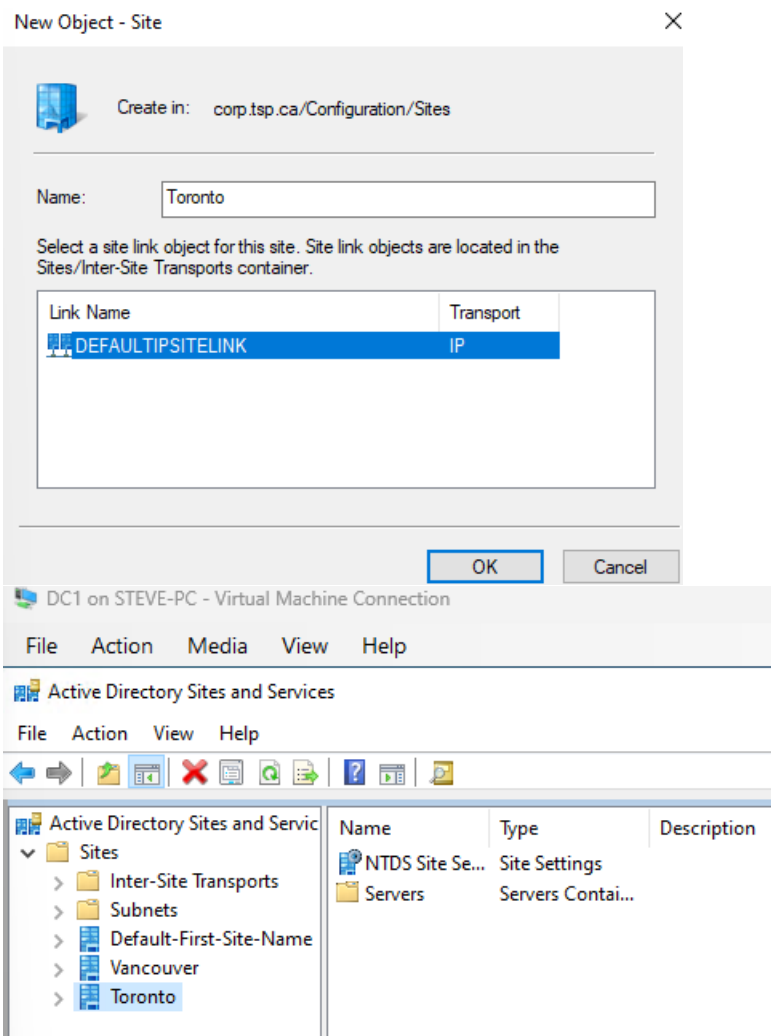 New Object - Site
Create in: corp.tsp.ca/Configuration/Sites
Name: Toronto
Select a site link object for this site. Site link objects are located in the
Sites/Inter-Site Transports container.
Link Name Transport
DEFAULTIPSITELINK IP
OK Cancel
DC1 on STEVE-PC - Virtual Machine Connection
File Action Media View Help
Active Directory Sites and Services
File Action View Help
Active Directory Sites and Servic
Name Type Description
Sites
NTDS Site Se... Site Settings
Inter-Site Transports
Servers Servers Contai...
Subnets
Default-First-Site-Name
Vancouver
Toronto